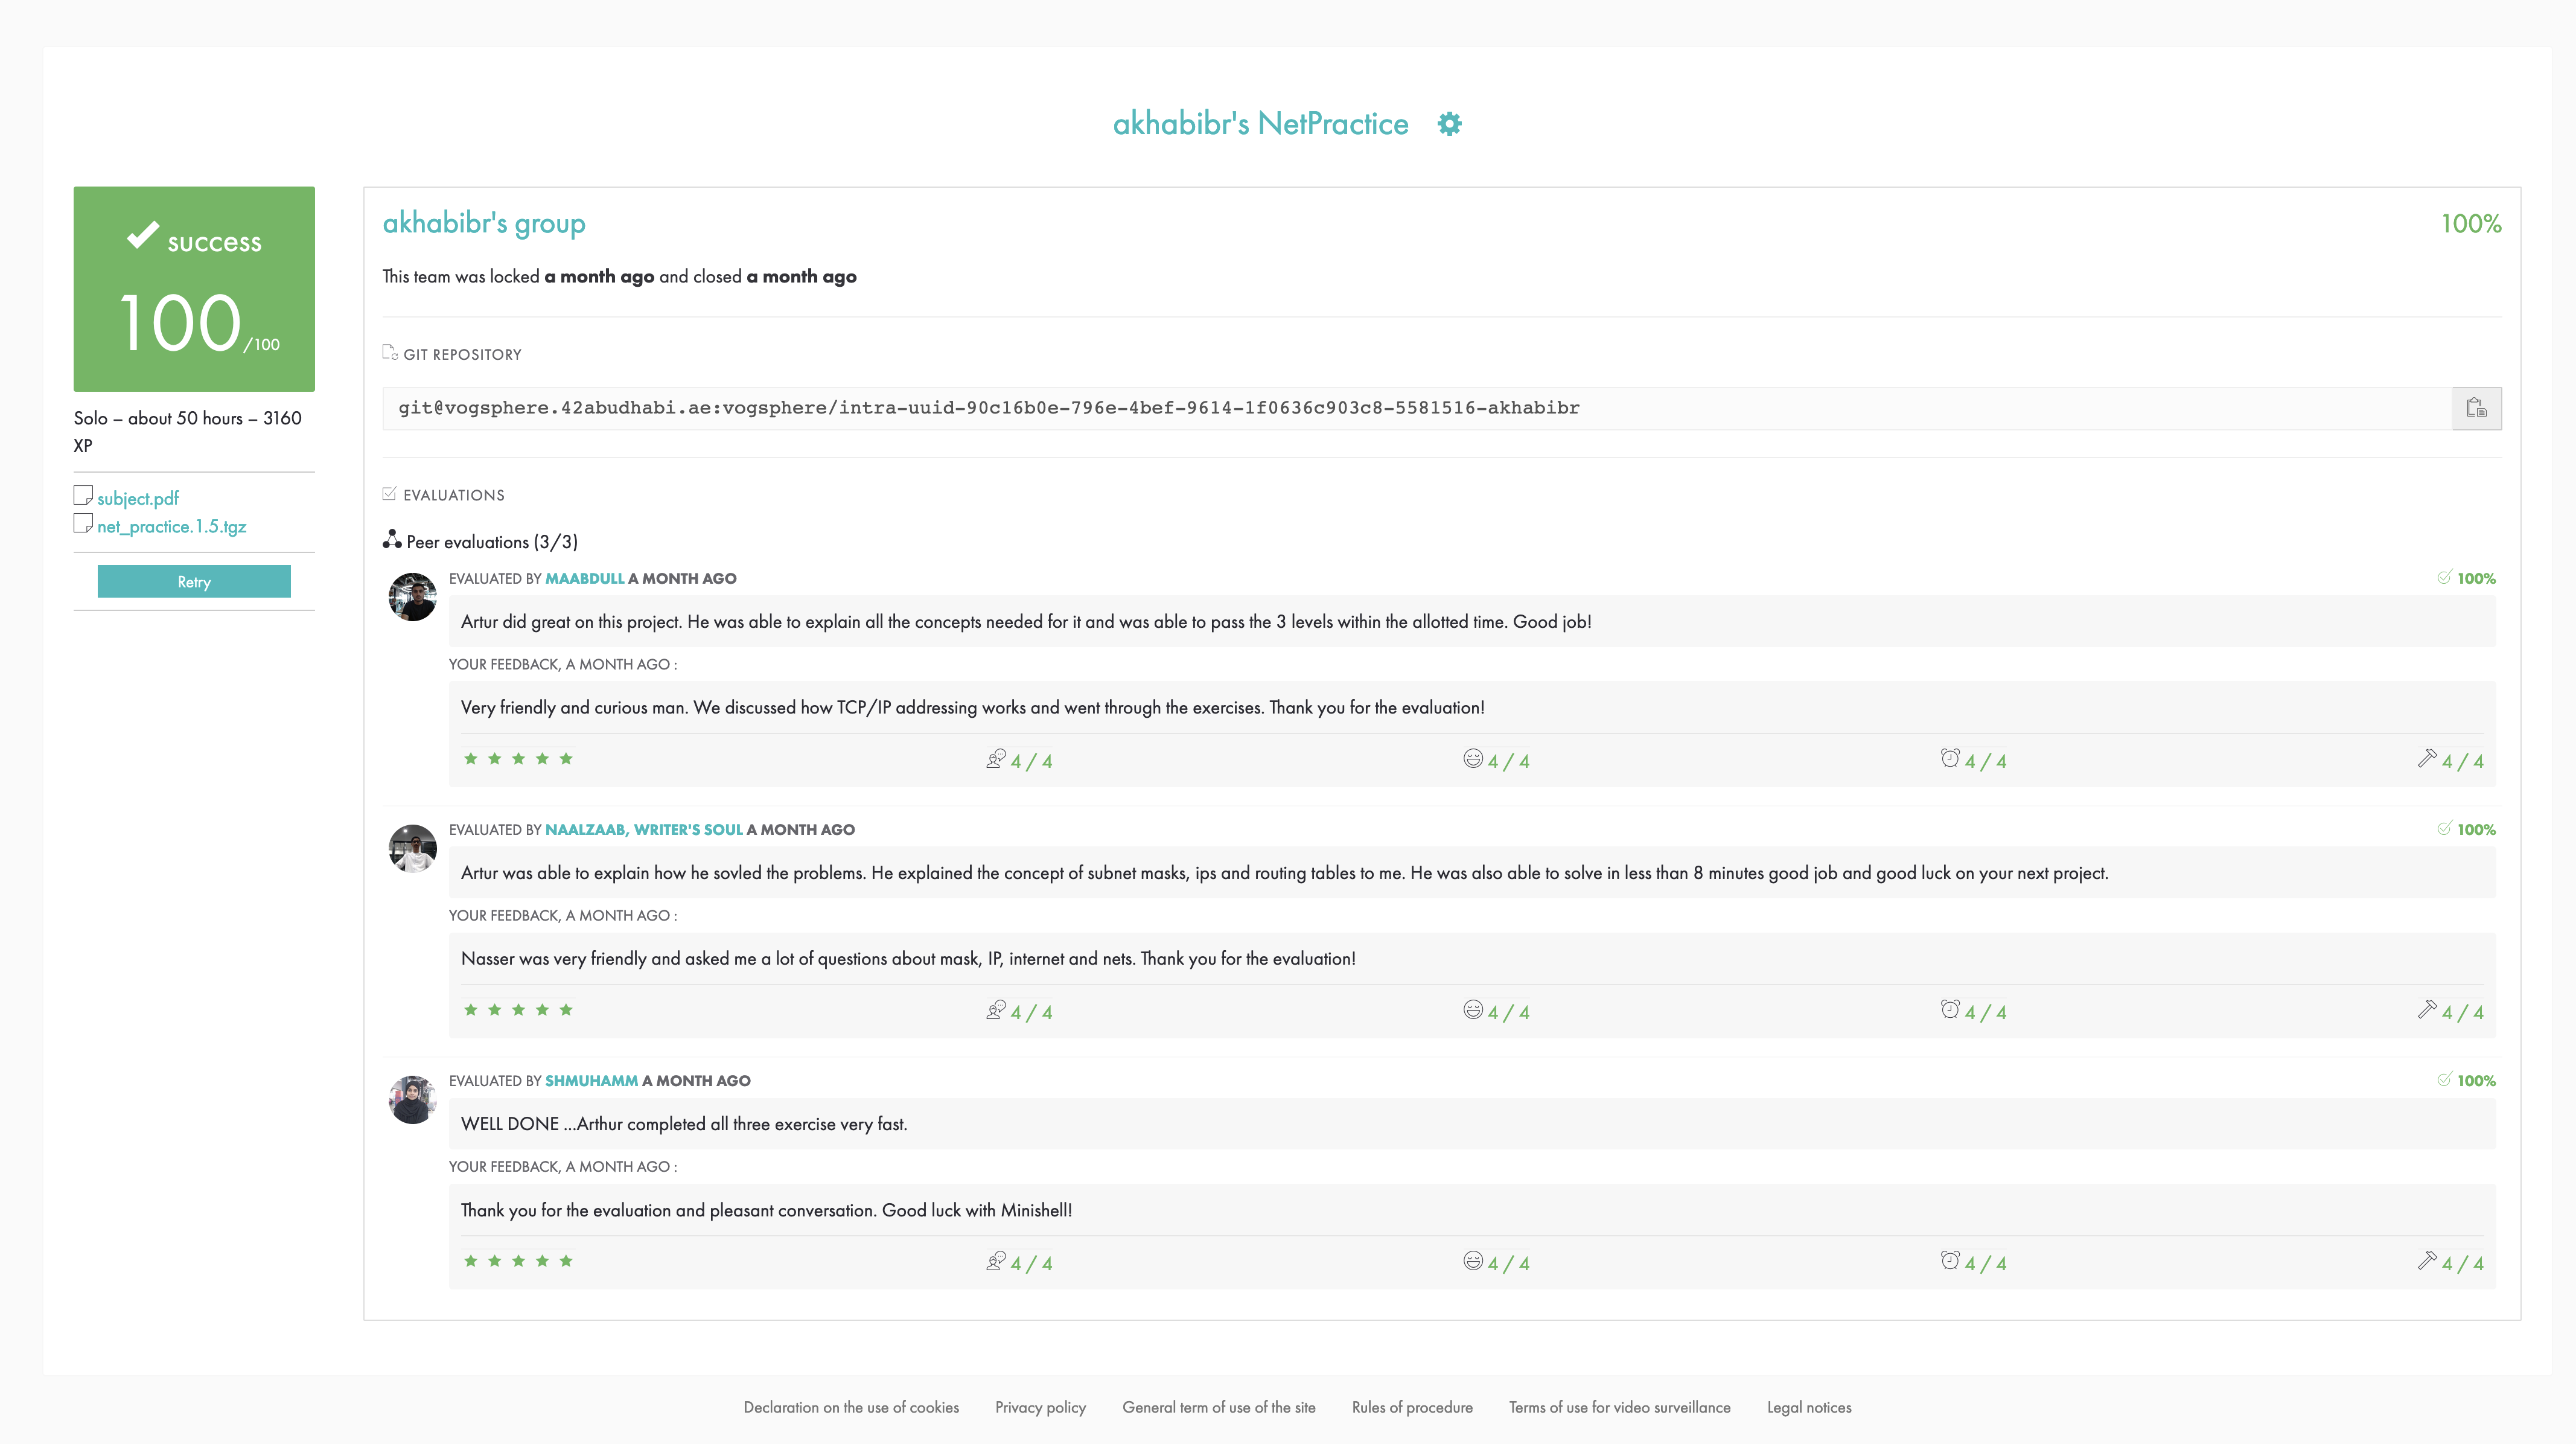 akhabibr's NetPractice
success
100/100
Solo – about 50 hours – 3160
XP
subject.pdf
net_practice.1.5.tgz
Retry
akhabibr's group
100%
This team was locked a month ago and closed a month ago
GIT REPOSITORY
git@vogsphere.42abudhabi.ae:vogsphere/intra-uuid-90c16b0e-796e-4bef-9614-1f0636c903c8-5581516-akhabibr
EVALUATIONS
Peer evaluations (3/3)
EVALUATED BY MAABDULL A MONTH AGO
100%
Artur did great on this project. He was able to explain all the concepts needed for it and was able to pass the 3 levels within the allotted time. Good job!
YOUR FEEDBACK, A MONTH AGO :
Very friendly and curious man. We discussed how TCP/IP addressing works and went through the exercises. Thank you for the evaluation!
4 / 4 4 / 4 4 / 4 4 / 4
EVALUATED BY NAALZAAB, WRITER'S SOUL A MONTH AGO
100%
Artur was able to explain how he sovled the problems. He explained the concept of subnet masks, ips and routing tables to me. He was also able to solve in less than 8 minutes good job and good luck on your next project.
YOUR FEEDBACK, A MONTH AGO :
Nasser was very friendly and asked me a lot of questions about mask, IP, internet and nets. Thank you for the evaluation!
4 / 4 4 / 4 4 / 4 4 / 4
EVALUATED BY SHMUHAMM A MONTH AGO
100%
WELL DONE ...Arthur completed all three exercise very fast.
YOUR FEEDBACK, A MONTH AGO :
Thank you for the evaluation and pleasant conversation. Good luck with Minishell!
4 / 4 4 / 4 4 / 4 4 / 4
Declaration on the use of cookies Privacy policy General term of use of the site Rules of procedure Terms of use for video surveillance Legal notices